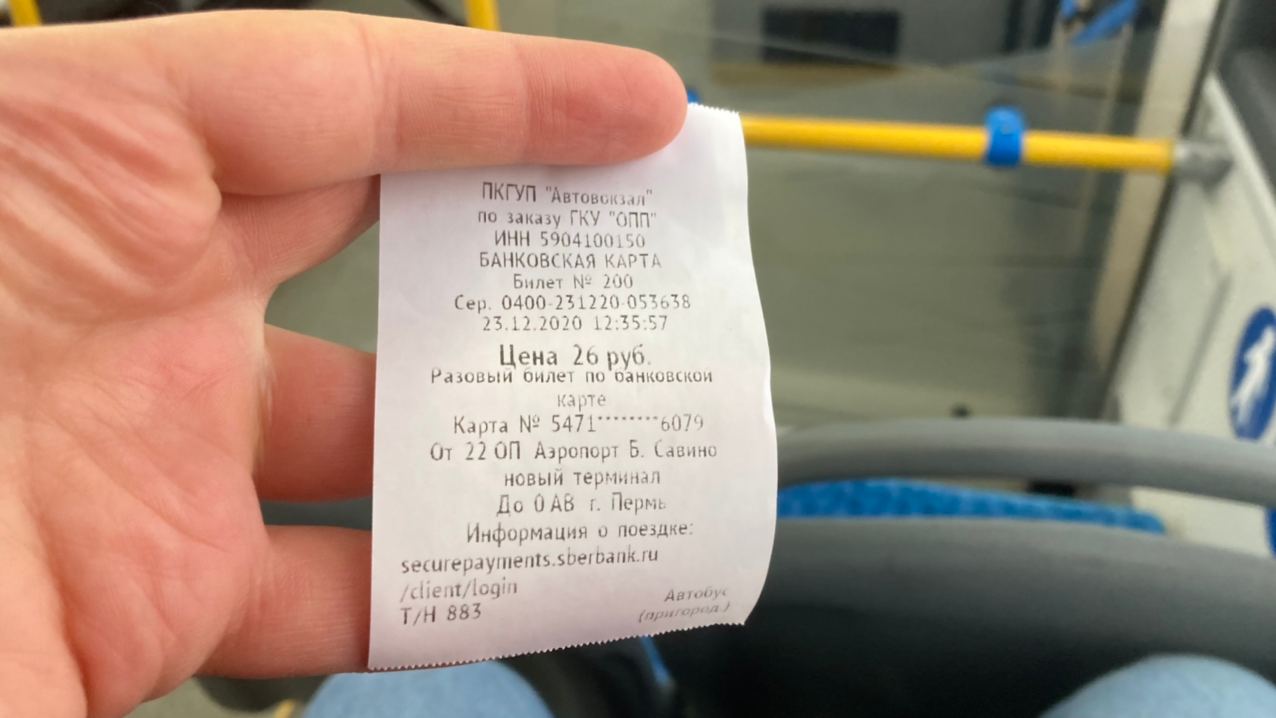 ПКГУП "Автовокзал"
по заказу ГКУ "ОПП"
ИНН 5904100150
БАНКОВСКАЯ КАРТА
Билет № 200
Сер. 0400-231220-053638
23.12.2020 12:35:57
Цена 26 руб.
Разовый билет по банковской
карте
Карта № 5471********6079
От 22 ОП Аэропорт Б. Савино
новый терминал
До 0 АВ г. Пермь
Информация о поездке:
securepayments.sberbank.ru
/client/login
Т/Н 883
Автобус
(пригород.)